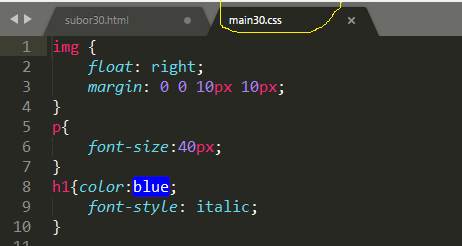 subor30.html main30.css
1 img {
2 float: right;
3 margin: 0 0 10px 10px;
4 }
5 p{
6 font-size:40px;
7 }
8 h1{color:blue;
9 font-style: italic;
10 }
11